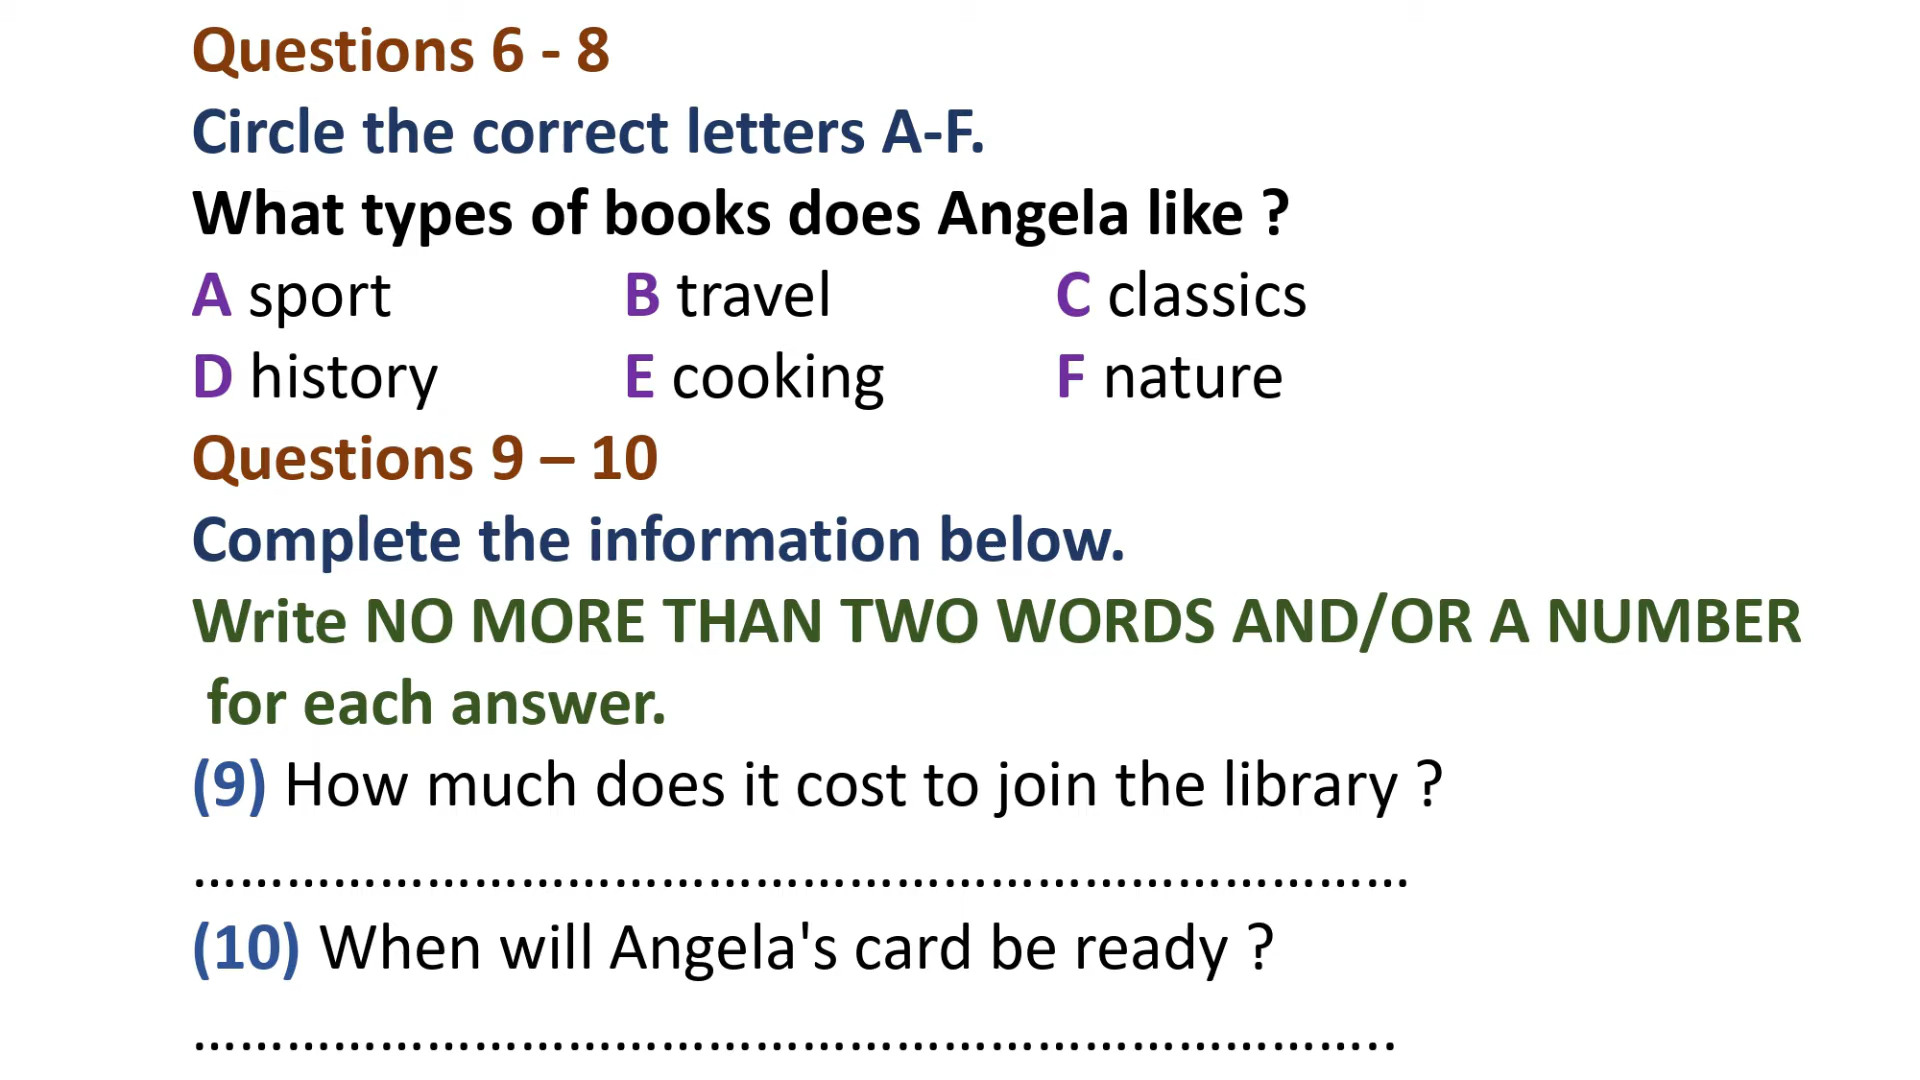 Questions 6 - 8
Circle the correct letters A-F.
What types of books does Angela like ?
A sport B travel C classics
D history E cooking F nature
Questions 9 – 10
Complete the information below.
Write NO MORE THAN TWO WORDS AND/OR A NUMBER
for each answer.
(9) How much does it cost to join the library ?
……………………………………………………………………
(10) When will Angela's card be ready ?
…………………………………………………………………..